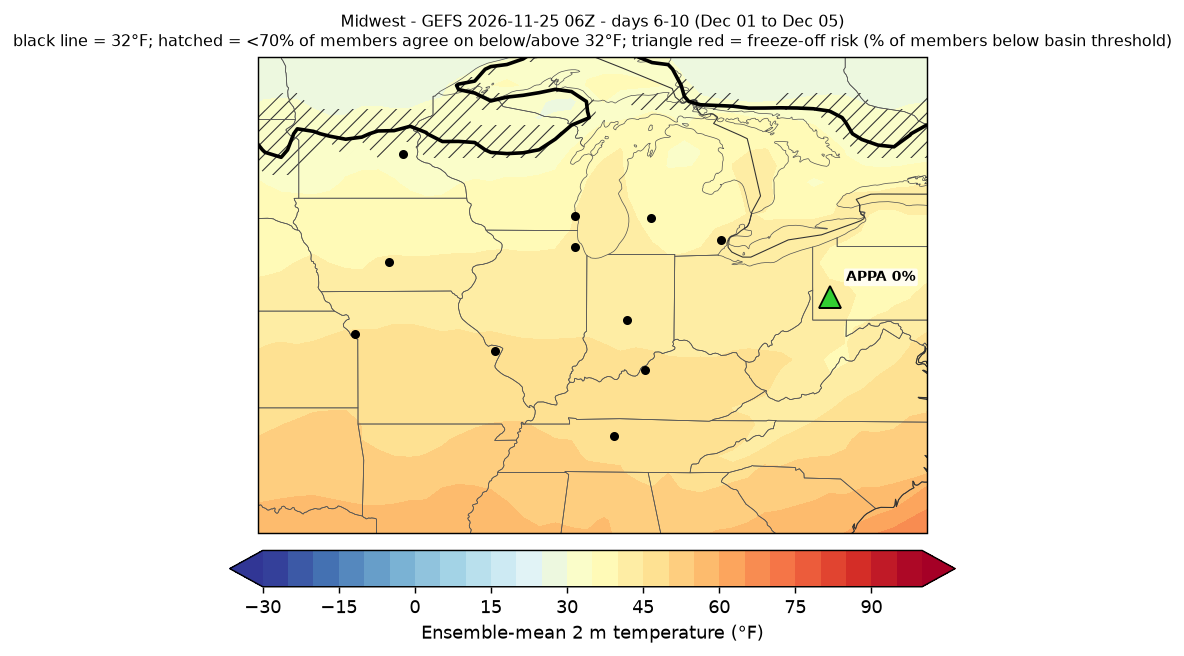 Midwest - GEFS 2026-11-25 06Z - days 6-10 (Dec 01 to Dec 05)
black line = 32°F; hatched = <70% of members agree on below/above 32°F; triangle red = freeze-off risk (% of members below basin threshold)
APPA 0%
−30 −15 0 15 30 45 60 75 90
Ensemble-mean 2 m temperature (°F)